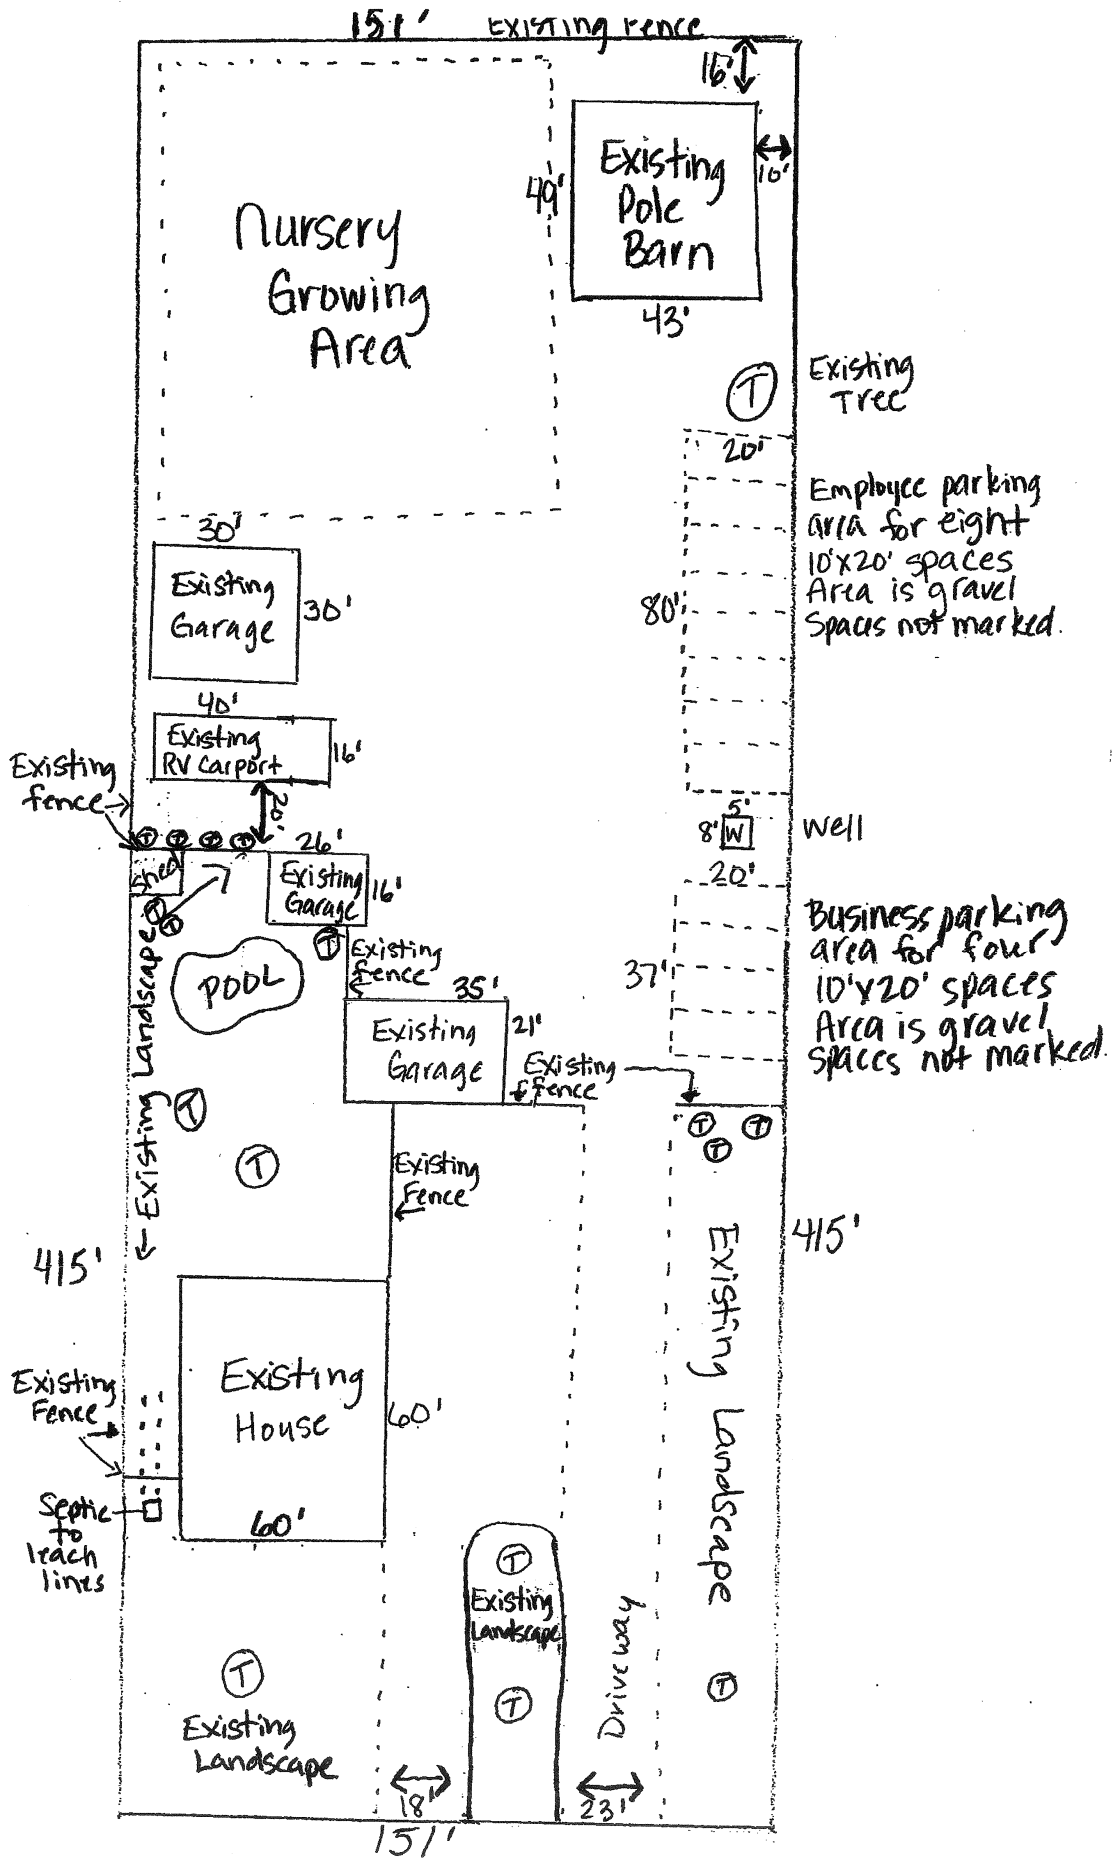 151' Existing Fence
16'
10'
Existing
Pole
Barn
49'
43'
Nursery
Growing
Area
T
Existing
Tree
20'
Employee parking
area for eight
10'x20' spaces
Area is gravel
Spaces not marked.
80'
30'
Existing
Garage
30'
40'
Existing
RV Carport
16'
Existing
fence
20'
T T T T
26'
Shed
Existing
Garage
16'
T
T
T
5'
8' W
Well
20'
Business parking
area for four
10'x20' spaces
Area is gravel
Spaces not marked.
37'
Existing
fence
POOL
35'
Existing
Garage
21'
Existing
fence
Existing Landscape
T
T
T T
T
Existing
Fence
415'
415'
Existing Landscape
Existing
House
60'
60'
Existing
Fence
Septic
to
leach
lines
T
Existing
Landscape
T
Driveway
T
T
Existing
Landscape
18'
23'
151'